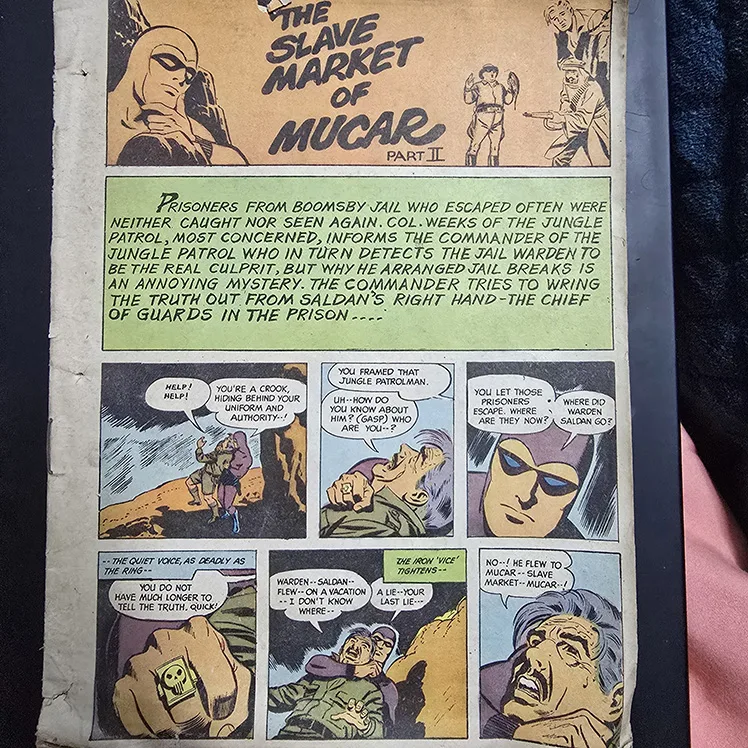 THE
SLAVE
MARKET
OF
MUCAR
PART II
PRISONERS FROM BOOMSBY JAIL WHO ESCAPED OFTEN WERE
NEITHER CAUGHT NOR SEEN AGAIN. COL. WEEKS OF THE JUNGLE
PATROL, MOST CONCERNED, INFORMS THE COMMANDER OF THE
JUNGLE PATROL WHO IN TURN DETECTS THE JAIL WARDEN TO
BE THE REAL CULPRIT, BUT WHY HE ARRANGED JAIL BREAKS IS
AN ANNOYING MYSTERY. THE COMMANDER TRIES TO WRING
THE TRUTH OUT FROM SALDAN'S RIGHT HAND-THE CHIEF
OF GUARDS IN THE PRISON----
HELP!
HELP!
YOU'RE A CROOK,
HIDING BEHIND YOUR
UNIFORM AND
AUTHORITY--!
YOU FRAMED THAT
JUNGLE PATROLMAN.
UH--HOW DO
YOU KNOW ABOUT
HIM? (GASP) WHO
ARE YOU--?
YOU LET THOSE
PRISONERS
ESCAPE. WHERE
ARE THEY NOW?
WHERE DID
WARDEN
SALDAN GO?
--THE QUIET VOICE, AS DEADLY AS
THE RING--
YOU DO NOT
HAVE MUCH LONGER TO
TELL THE TRUTH. QUICK!
THE IRON 'VICE'
TIGHTENS--
WARDEN--SALDAN--
FLEW--ON A VACATION
--I DON'T KNOW
WHERE--
A LIE--YOUR
LAST LIE---
NO--! HE FLEW TO
MUCAR--SLAVE
MARKET--MUCAR--!